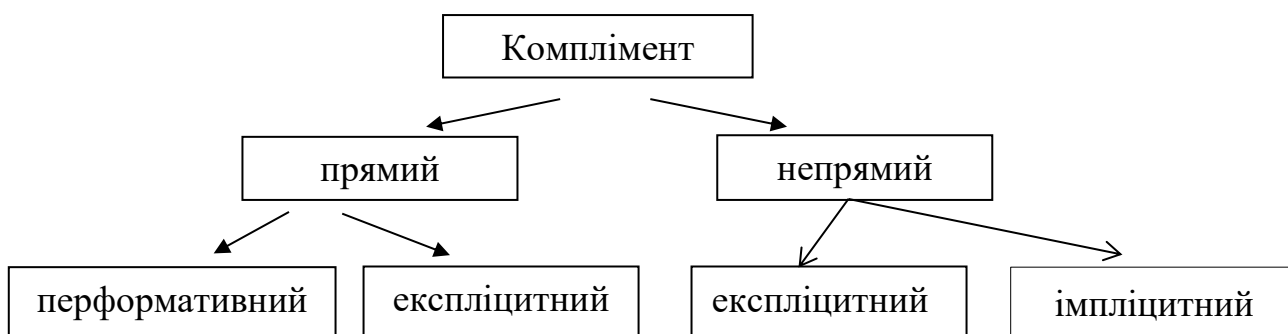 Комплімент
прямий
непрямий
перформативний
експліцитний
експліцитний
імпліцитний